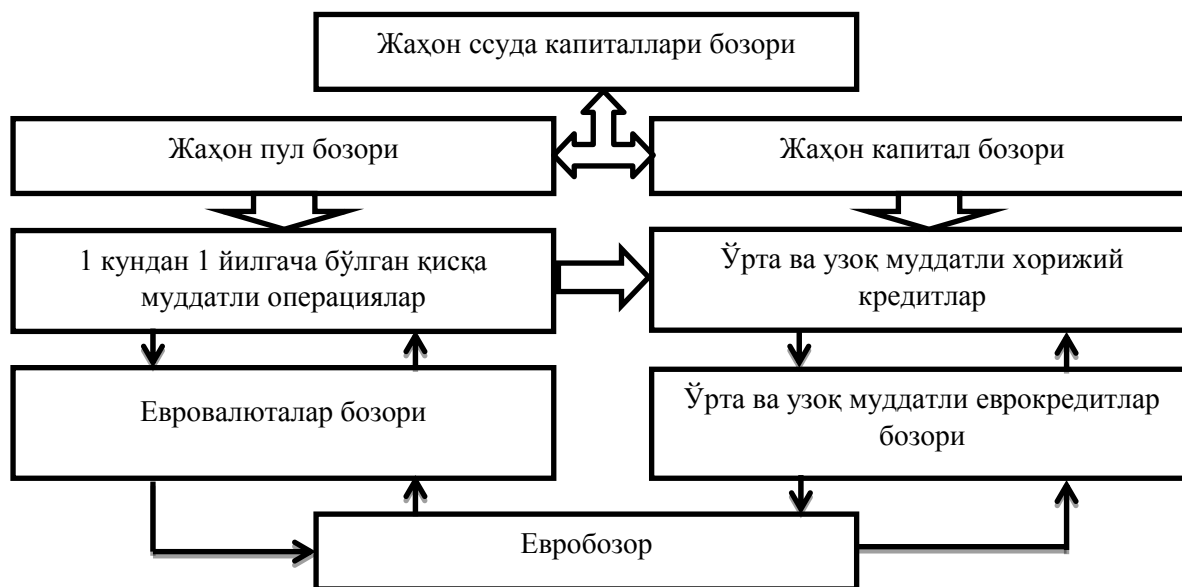 Жаҳон ссуда капиталлари бозори
Жаҳон пул бозори
Жаҳон капитал бозори
1 кундан 1 йилгача бўлган қисқа
муддатли операциялар
Ўрта ва узоқ муддатли хорижий
кредитлар
Евровалюталар бозори
Ўрта ва узоқ муддатли еврокредитлар
бозори
Евробозор